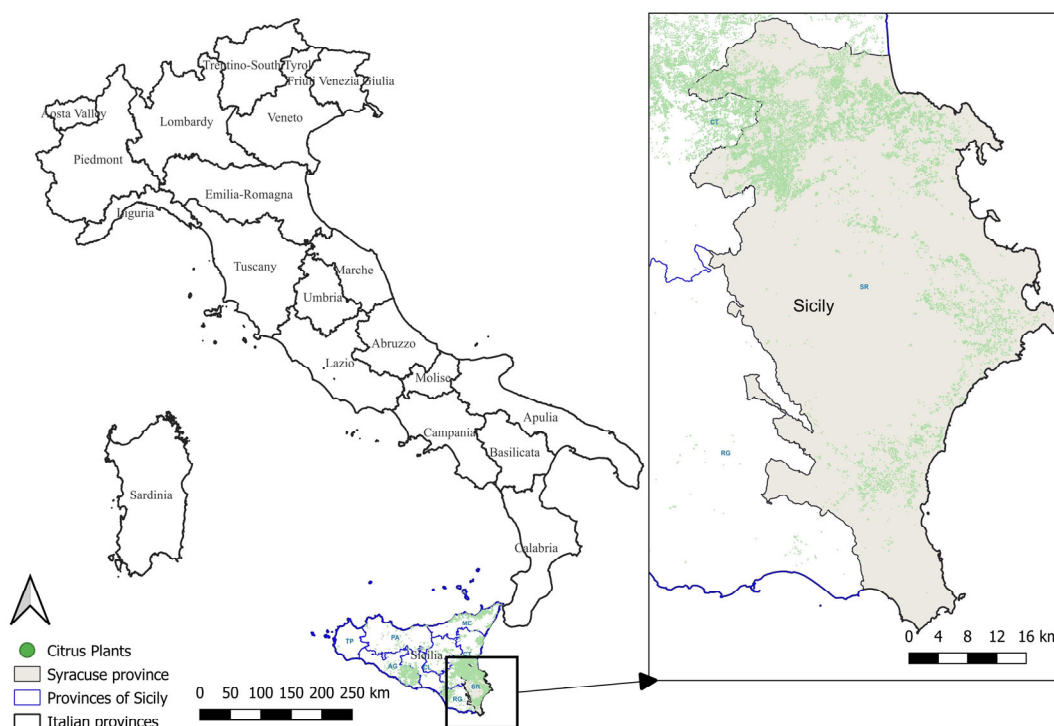 Trentino-South Tyrol
Friuli Venezia Giulia
Aosta Valley
Lombardy
Veneto
Piedmont
Emilia-Romagna
Liguria
Tuscany
Marche
Umbria
Abruzzo
Lazio
Molise
Apulia
Campania
Basilicata
Sardinia
Calabria
ME
TP
PA
Sicilia
AG
CL
SR
RG
CT
SR
Sicily
RG
0 4 8 12 16 km
Citrus Plants
Syracuse province
Provinces of Sicily
Italian provinces
0 50 100 150 200 250 km